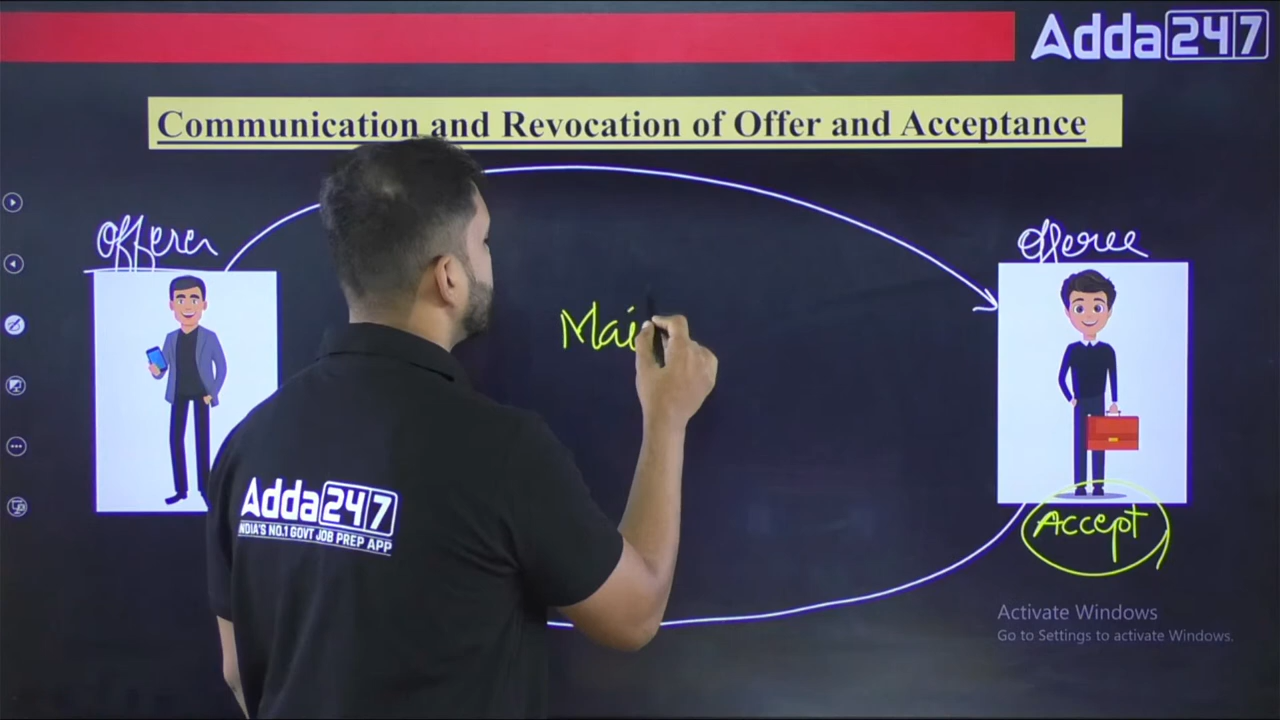 Adda247
Communication and Revocation of Offer and Acceptance
Offerer
Offeree
Mai
Adda247
INDIA'S NO.1 GOVT JOB PREP APP
Accept
Activate Windows
Go to Settings to activate Windows.